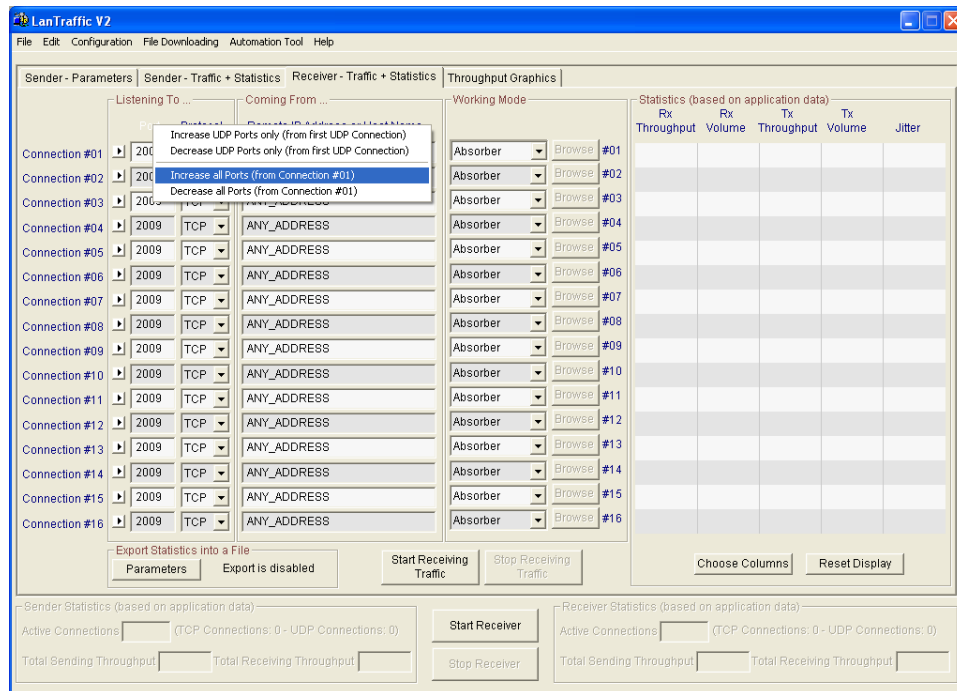 LanTraffic V2
File Edit Configuration File Downloading Automation Tool Help
Sender - Parameters Sender - Traffic + Statistics Receiver - Traffic + Statistics Throughput Graphics
Listening To ... Coming From ... Working Mode Statistics (based on application data)
Rx Rx Tx Tx
Throughput Volume Throughput Volume Jitter
Increase UDP Ports only (from first UDP Connection)
Decrease UDP Ports only (from first UDP Connection)
Increase all Ports (from Connection #01)
Decrease all Ports (from Connection #01)
Connection #01 Absorber Browse #01
Connection #02 Absorber Browse #02
Connection #03 Absorber Browse #03
Connection #04 2009 TCP ANY_ADDRESS Absorber Browse #04
Connection #05 2009 TCP ANY_ADDRESS Absorber Browse #05
Connection #06 2009 TCP ANY_ADDRESS Absorber Browse #06
Connection #07 2009 TCP ANY_ADDRESS Absorber Browse #07
Connection #08 2009 TCP ANY_ADDRESS Absorber Browse #08
Connection #09 2009 TCP ANY_ADDRESS Absorber Browse #09
Connection #10 2009 TCP ANY_ADDRESS Absorber Browse #10
Connection #11 2009 TCP ANY_ADDRESS Absorber Browse #11
Connection #12 2009 TCP ANY_ADDRESS Absorber Browse #12
Connection #13 2009 TCP ANY_ADDRESS Absorber Browse #13
Connection #14 2009 TCP ANY_ADDRESS Absorber Browse #14
Connection #15 2009 TCP ANY_ADDRESS Absorber Browse #15
Connection #16 2009 TCP ANY_ADDRESS Absorber Browse #16
Export Statistics into a File
Parameters Export is disabled
Start Receiving Traffic
Stop Receiving Traffic
Choose Columns Reset Display
Sender Statistics (based on application data)
Active Connections (TCP Connections: 0 - UDP Connections: 0)
Total Sending Throughput Total Receiving Throughput
Start Receiver
Stop Receiver
Receiver Statistics (based on application data)
Active Connections (TCP Connections: 0 - UDP Connections: 0)
Total Sending Throughput Total Receiving Throughput